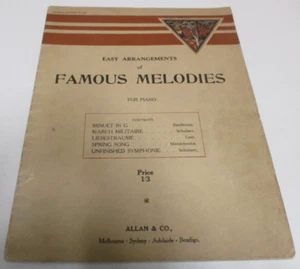 EASY ARRANGEMENTS
of
FAMOUS MELODIES
FOR PIANO
CONTENTS
MINUET IN G Beethoven.
MARCH MILITAIRE Schubert.
LIEBESTRAUME Liszt.
SPRING SONG Mendelssohn.
UNFINISHED SYMPHONIE Schubert.
Price
1/3
ALLAN & CO.,
Melbourne - Sydney - Adelaide - Bendigo.